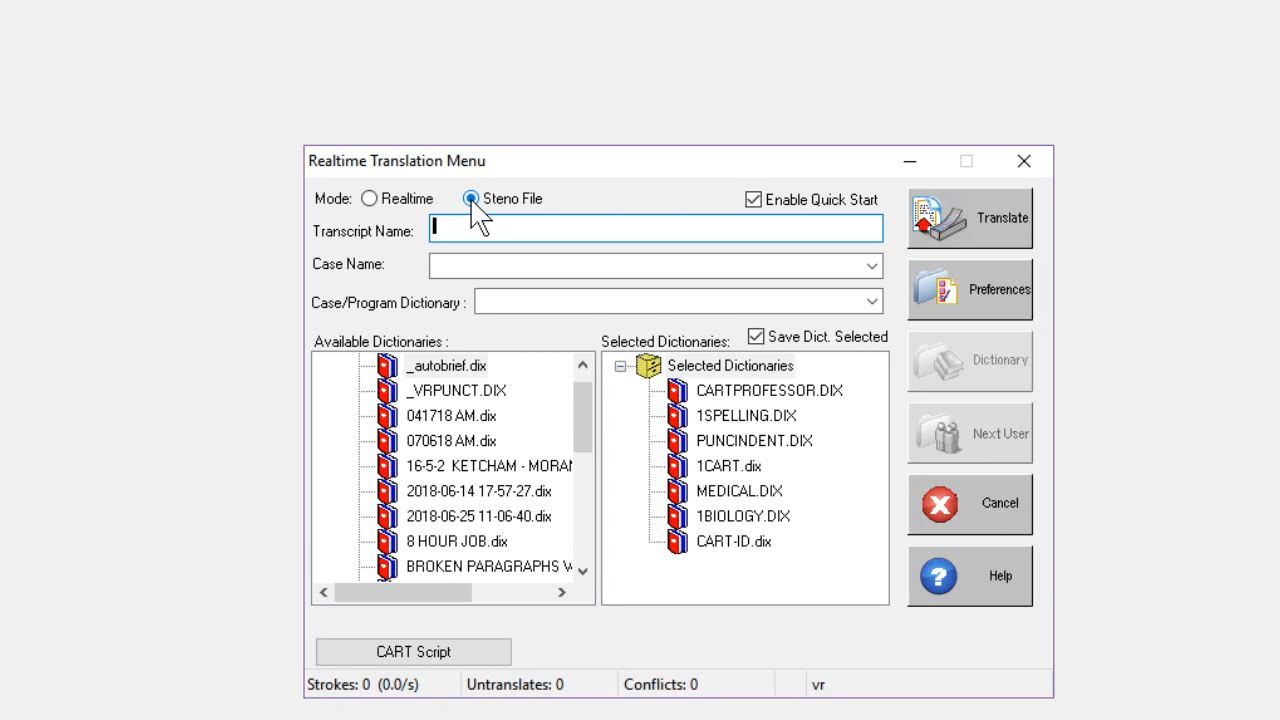 Realtime Translation Menu
Mode: Realtime Steno File Enable Quick Start
Transcript Name:
Case Name:
Case/Program Dictionary :
Translate
Preferences
Dictionary
Next User
Cancel
Help
Available Dictionaries :
_autobrief.dix
_VRPUNCT.DIX
041718 AM.dix
070618 AM.dix
16-5-2 KETCHAM - MORAN
2018-06-14 17-57-27.dix
2018-06-25 11-06-40.dix
8 HOUR JOB.dix
BROKEN PARAGRAPHS
Selected Dictionaries: Save Dict. Selected
Selected Dictionaries
CARTPROFESSOR.DIX
1SPELLING.DIX
PUNCINDENT.DIX
1CART.dix
MEDICAL.DIX
1BIOLOGY.DIX
CART-ID.dix
CART Script
Strokes: 0 (0.0/s) Untranslates: 0 Conflicts: 0 vr